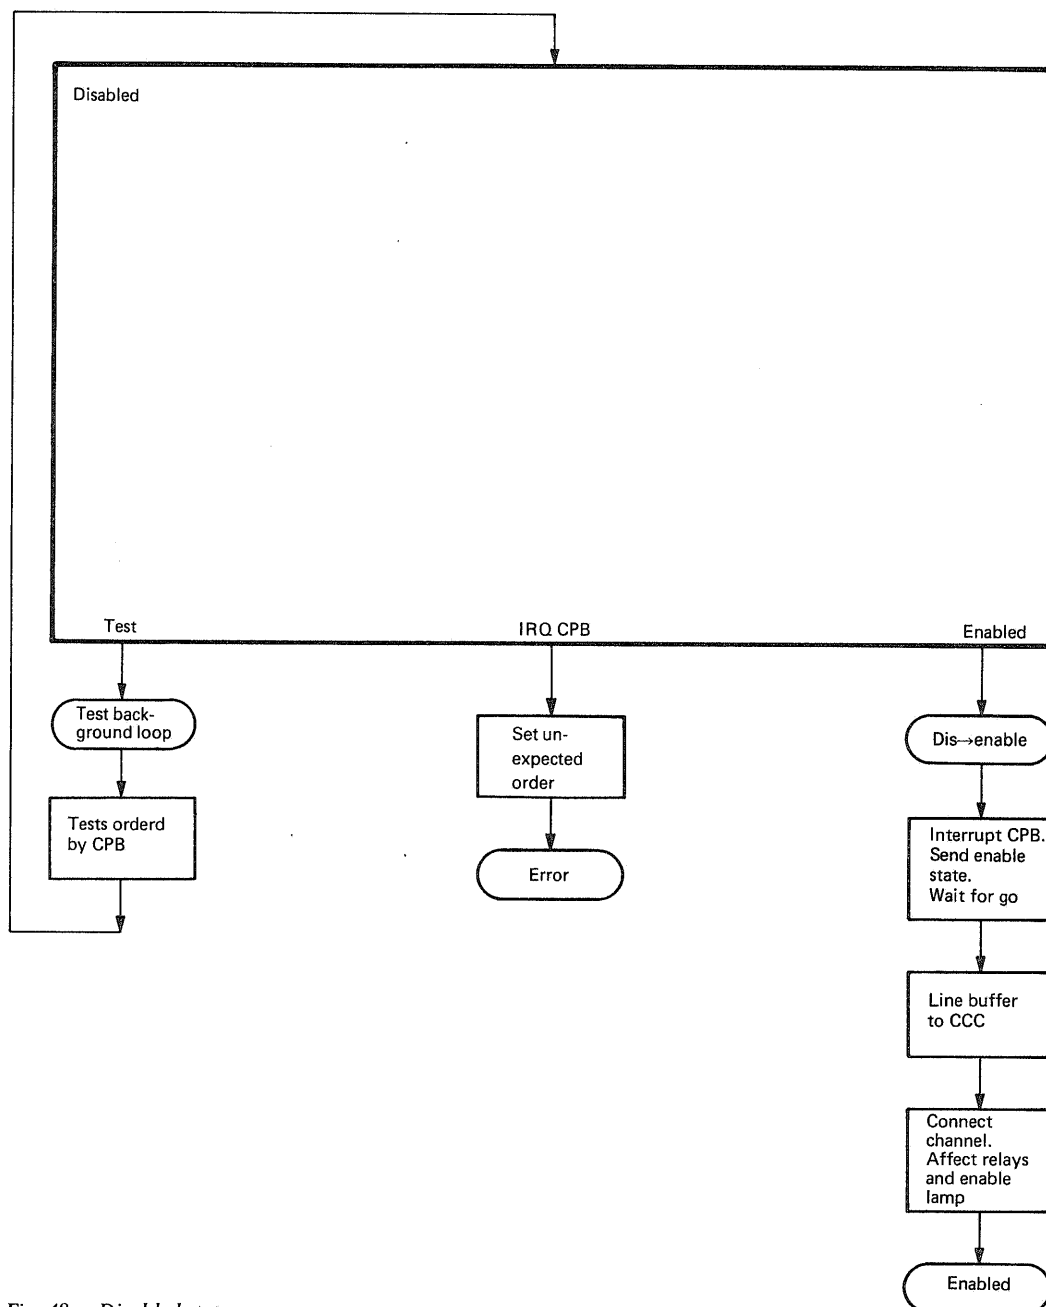 Disabled
Test
IRQ CPB
Enabled
Test back-
ground loop
Tests orderd
by CPB
Set un-
expected
order
Error
Dis→enable
Interrupt CPB.
Send enable
state.
Wait for go
Line buffer
to CCC
Connect
channel.
Affect relays
and enable
lamp
Enabled